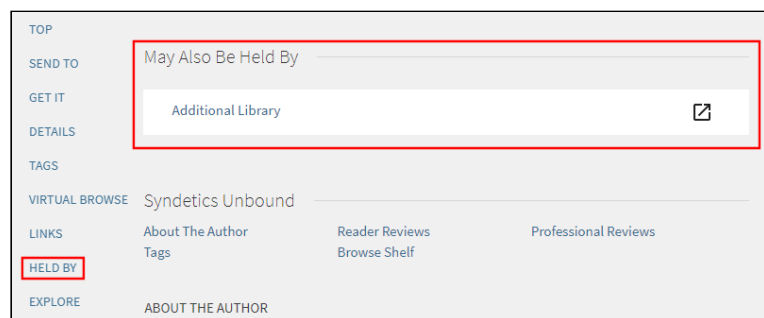 TOP
SEND TO
GET IT
DETAILS
TAGS
VIRTUAL BROWSE
LINKS
HELD BY
EXPLORE
May Also Be Held By
Additional Library
Syndetics Unbound
About The Author Reader Reviews Professional Reviews
Tags Browse Shelf
ABOUT THE AUTHOR